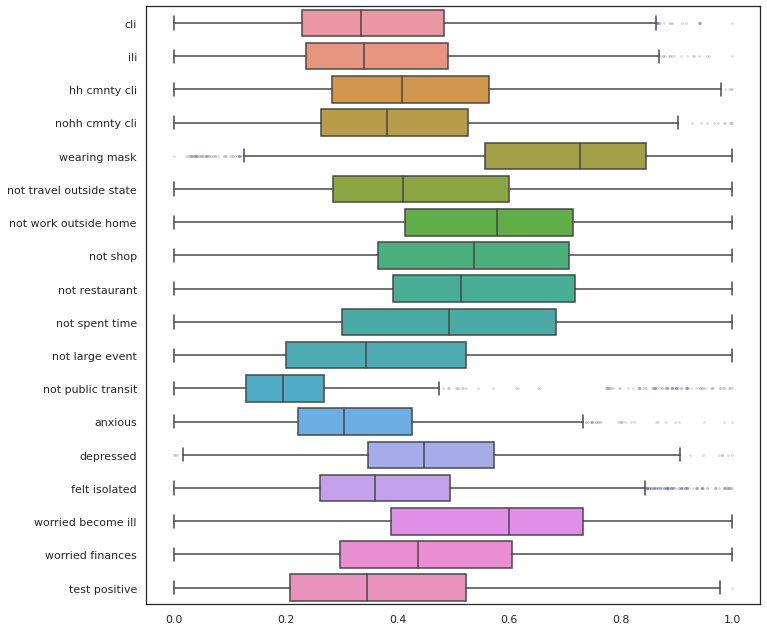 cli
ili
hh cmnty cli
nohh cmnty cli
wearing mask
not travel outside state
not work outside home
not shop
not restaurant
not spent time
not large event
not public transit
anxious
depressed
felt isolated
worried become ill
worried finances
test positive
0.0 0.2 0.4 0.6 0.8 1.0